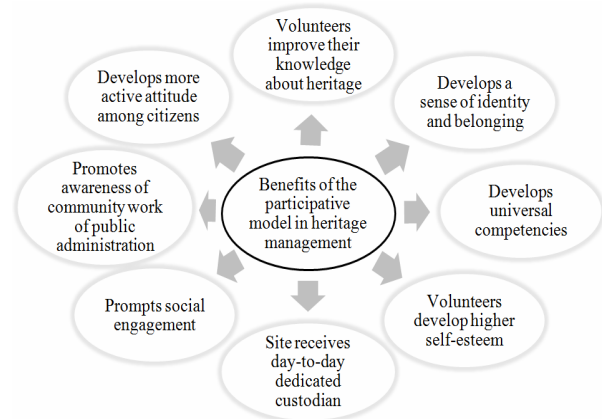 Volunteers
improve their
knowledge
about heritage
Develops more
active attitude
among citizens
Develops a
sense of identity
and belonging
Promotes
awareness of
community work
of public
administration
Benefits of the
participative
model in heritage
management
Develops
universal
competencies
Prompts social
engagement
Volunteers
develop higher
self-esteem
Site receives
day-to-day
dedicated
custodian